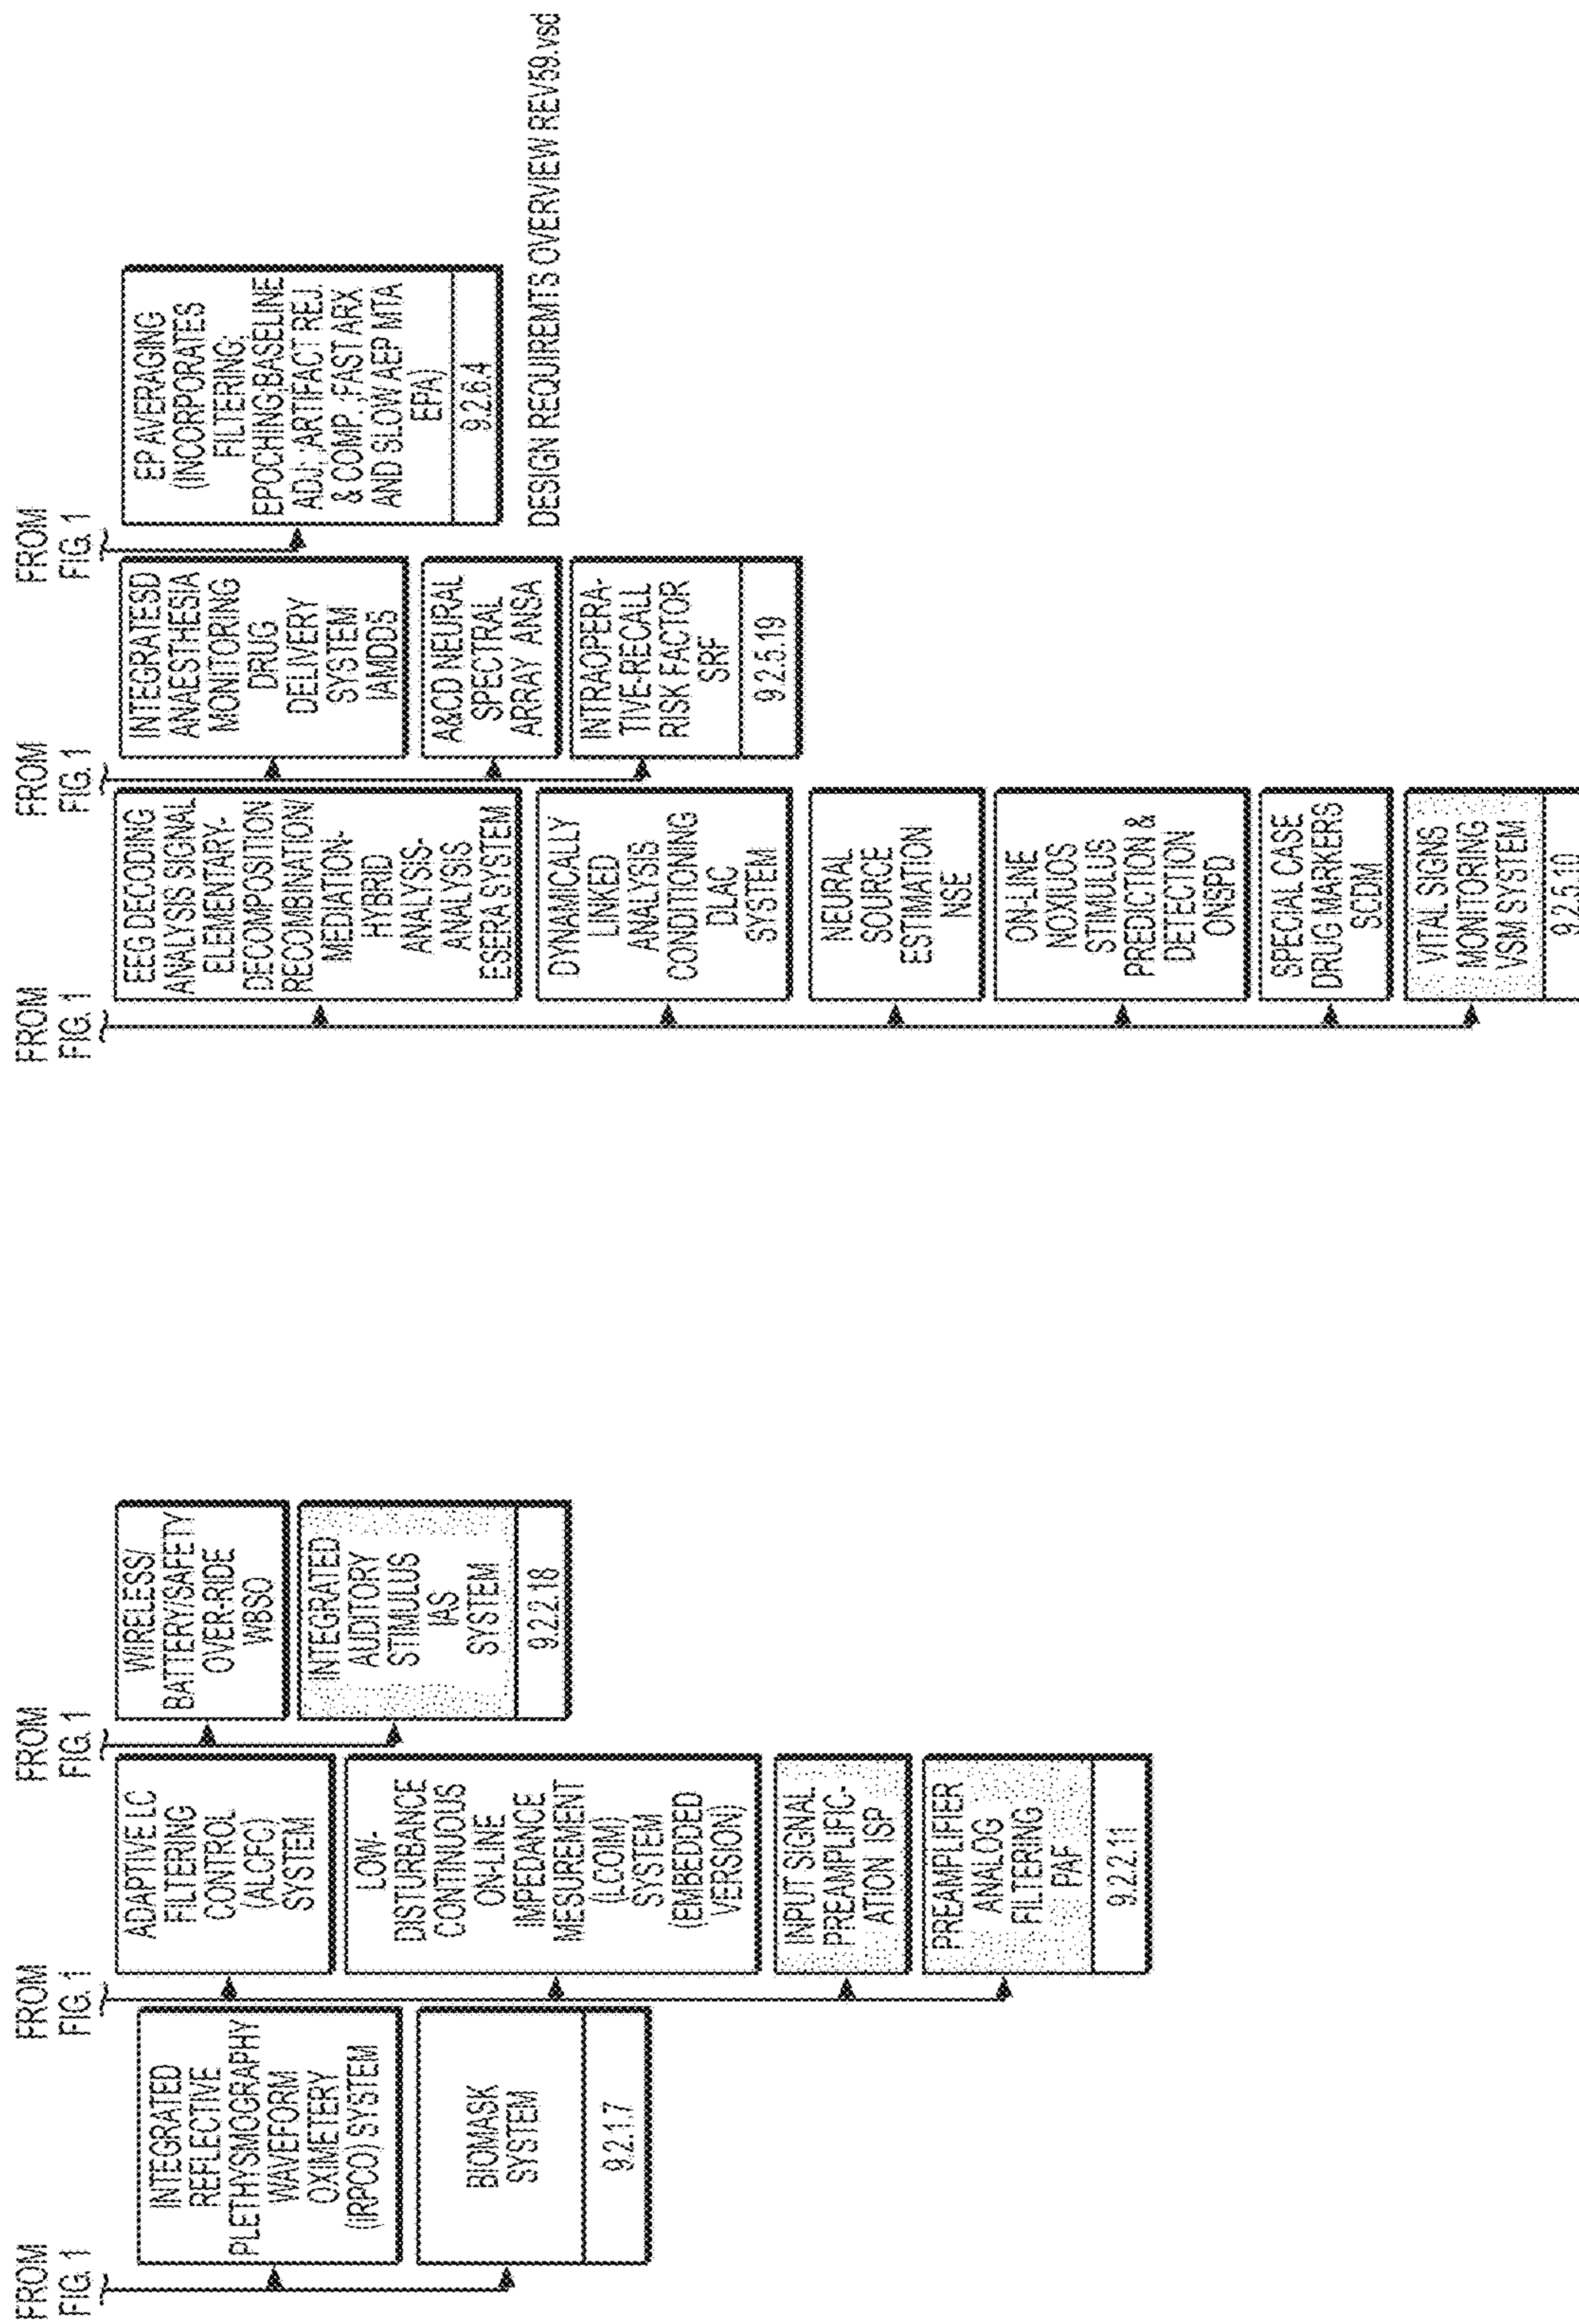 FROM
FIG. 1
INTEGRATED
REFLECTIVE
PLETHYSMOGRAPHY
WAVEFORM
OXIMETERY
(IRPCO) SYSTEM
BIOMASK
SYSTEM
9.2.1.7
FROM
FIG. 1
ADAPTIVE LC
FILTERING
CONTROL
(ALCFC)
SYSTEM
LOW-
DISTURBANCE
CONTINUOUS
ON-LINE
IMPEDANCE
MESUREMENT
(LCOIM)
SYSTEM
(EMBEDDED
VERSION)
INPUT SIGNAL
PREAMPLIFIC-
ATION ISP
PREAMPLIFIER
ANALOG
FILTERING
PAF
9.2.2.11
FROM
FIG. 1
WIRELESS/
BATTERY/SAFETY
OVER-RIDE
WBSO
INTEGRATED
AUDITORY
STIMULUS
IAS
SYSTEM
9.2.2.18
FROM
FIG. 1
EEG DECODING
ANALYSIS SIGNAL
ELEMENTARY-
DECOMPOSITION
RECOMBINATION/
MEDIATION-
HYBRID
ANALYSIS-
ANALYSIS
ESERA SYSTEM
DYNAMICALLY
LINKED
ANALYSIS
CONDITIONING
DLAC
SYSTEM
NEURAL
SOURCE
ESTIMATION
NSE
ON-LINE
NOXIUOS
STIMULUS
PREDICTION &
DETECTION
ONSPD
SPECIAL CASE
DRUG MARKERS
SCDM
VITAL SIGNS
MONITORING
VSM SYSTEM
9.2.5.10
FROM
FIG. 1
INTEGRATESD
ANAESTHESIA
MONITORING
DRUG
DELIVERY
SYSTEM
IAMDDS
A&CD NEURAL
SPECTRAL
ARRAY ANSA
INTRAOPERA-
TIVE-RECALL
RISK FACTOR
SRF
9.2.5.19
FROM
FIG. 1
EP AVERAGING
(INCORPORATES
FILTERING;
EPOCHING;BASELINE
ADJ.;ARTIFACT REJ.
& COMP.;FAST ARX
AND SLOW AEP MTA
EPA)
9.2.6.4
DESIGN REQUIREMTS OVERVIEW REV59.vsd